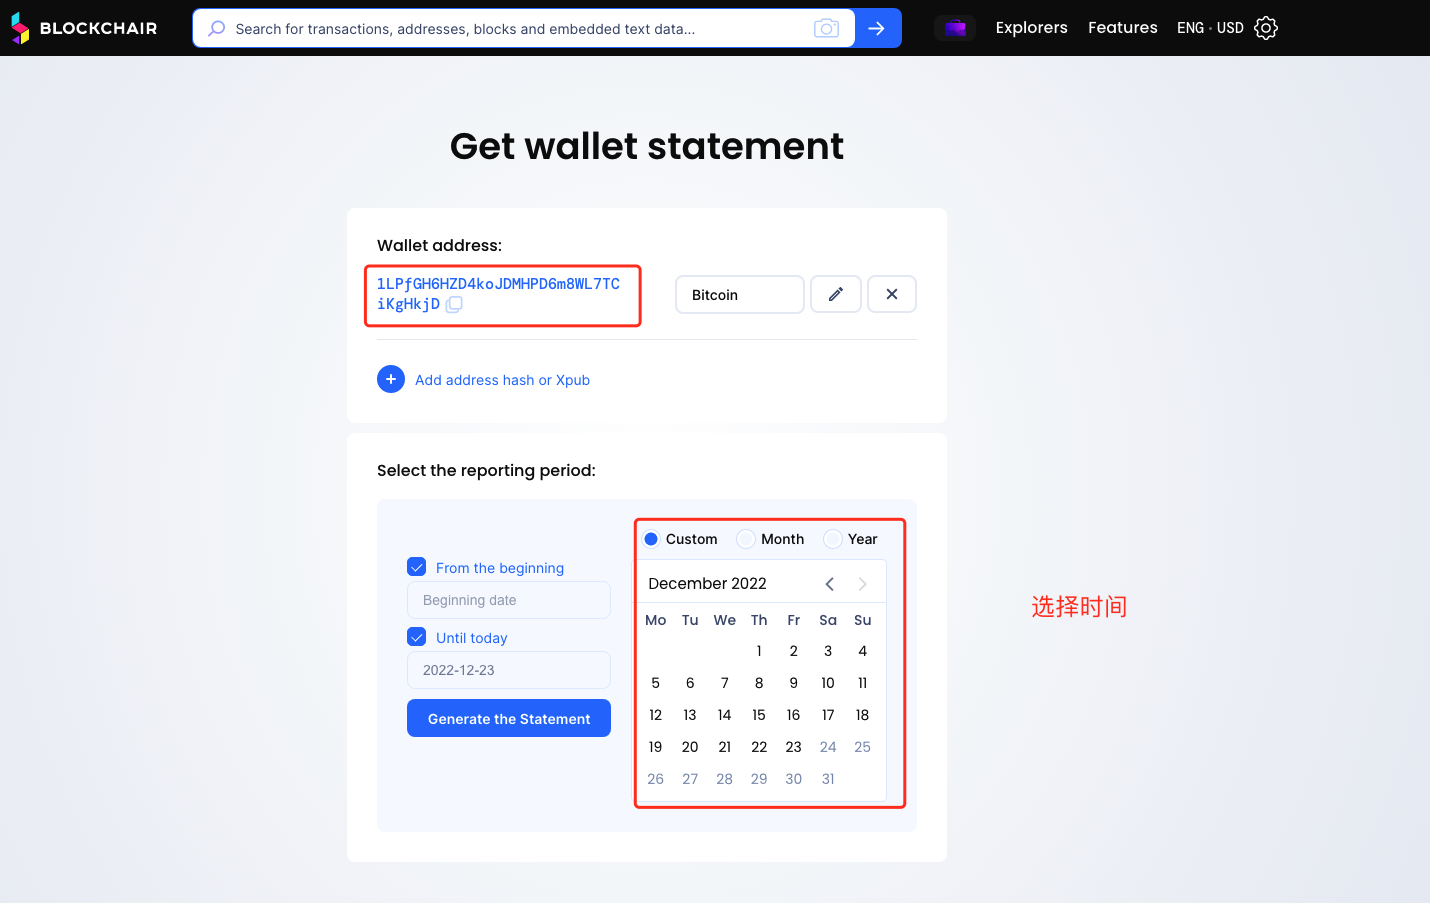 BLOCKCHAIR
Search for transactions, addresses, blocks and embedded text data...
Explorers
Features
ENG · USD
Get wallet statement
Wallet address:
1LPfGH6HZD4koJDMHPD6m8WL7TC
iKgHkjD
Bitcoin
Add address hash or Xpub
Select the reporting period:
From the beginning
Beginning date
Until today
2022-12-23
Generate the Statement
Custom Month Year
December 2022
Mo Tu We Th Fr Sa Su
1 2 3 4
5 6 7 8 9 10 11
12 13 14 15 16 17 18
19 20 21 22 23 24 25
26 27 28 29 30 31
选择时间